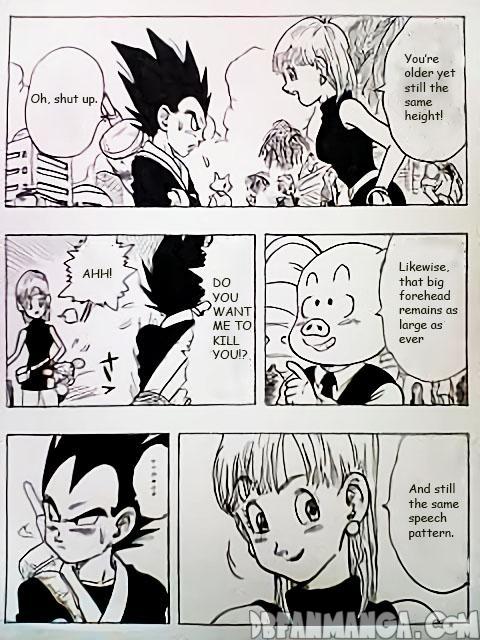 You're
older yet
still the
same
height!
Oh, shut up.
AHH!
DO
YOU
WANT
ME TO
KILL
YOU!?
Likewise,
that big
forehead
remains as
large as
ever
And still
the same
speech
pattern.
DBFANMANGA.COM